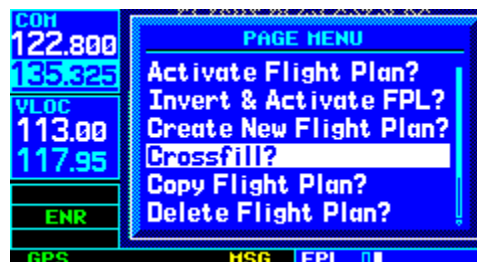 COM
122.800
135.325
VLOC
113.00
117.95
ENR
PAGE MENU
Activate Flight Plan?
Invert & Activate FPL?
Create New Flight Plan?
Crossfill?
Copy Flight Plan?
Delete Flight Plan?
GPS
MSG
FPL